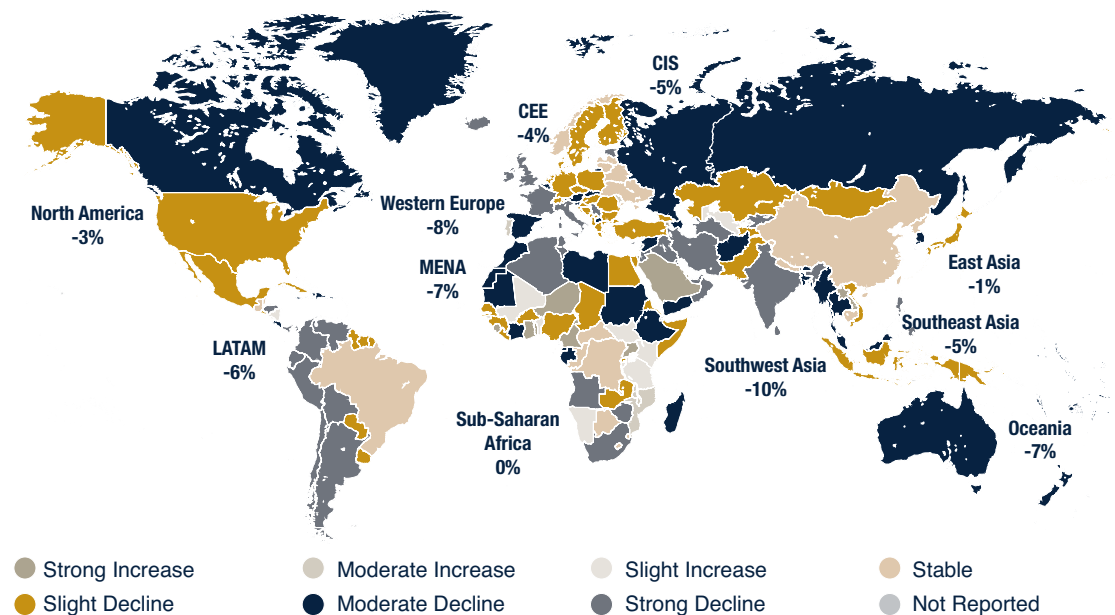 CIS
-5%
CEE
-4%
North America
-3%
Western Europe
-8%
MENA
-7%
East Asia
-1%
Southeast Asia
-5%
LATAM
-6%
Southwest Asia
-10%
Sub-Saharan
Africa
0%
Oceania
-7%
Strong Increase
Moderate Increase
Slight Increase
Stable
Slight Decline
Moderate Decline
Strong Decline
Not Reported